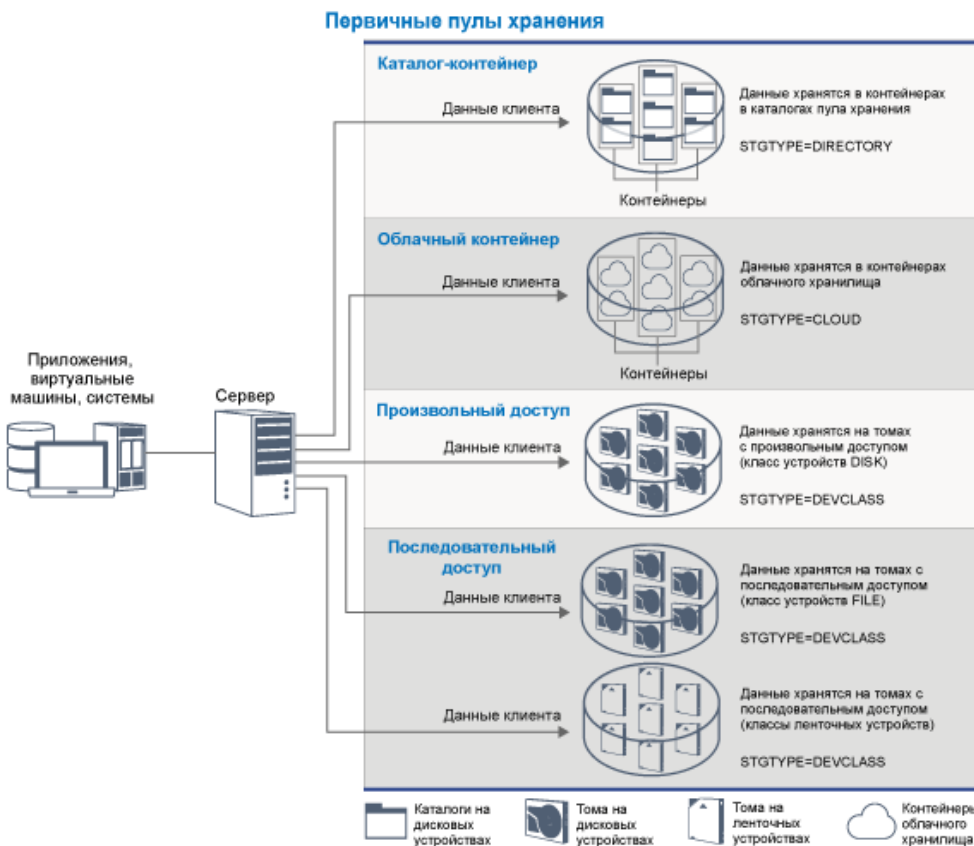 Первичные пулы хранения
Каталог-контейнер
Данные клиента
Данные хранятся в контейнерах
в каталогах пула хранения
STGTYPE=DIRECTORY
Контейнеры
Облачный контейнер
Данные клиента
Данные хранятся в контейнерах
облачного хранилища
STGTYPE=CLOUD
Контейнеры
Приложения,
виртуальные
машины, системы
Сервер
Произвольный доступ
Данные клиента
Данные хранятся на томах
с произвольным доступом
(класс устройств DISK)
STGTYPE=DEVCLASS
Последовательный
доступ
Данные клиента
Данные хранятся на томах с
последовательным доступом
(класс устройств FILE)
STGTYPE=DEVCLASS
Данные клиента
Данные хранятся на томах с
последовательным доступом
(классы ленточных устройств)
STGTYPE=DEVCLASS
Каталоги на
дисковых
устройствах
Тома на
дисковых
устройствах
Тома на
ленточных
устройствах
Контейнеры
облачного
хранилища